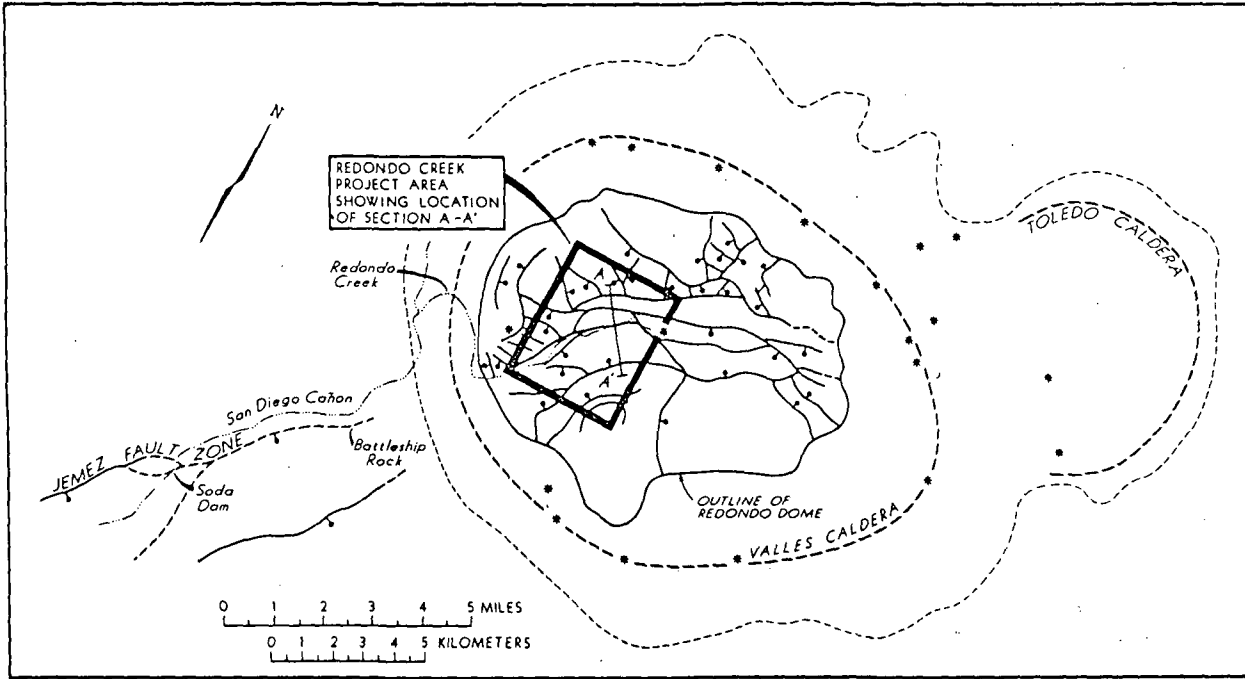 N
REDONDO CREEK
PROJECT AREA
SHOWING LOCATION
OF SECTION A-A'
TOLEDO CALDERA
Redondo
Creek
A
A'
San Diego Cañon
JEMEZ FAULT ZONE
Battleship
Rock
Soda
Dam
OUTLINE OF
REDONDO DOME
VALLES CALDERA
0 1 2 3 4 5 MILES
0 1 2 3 4 5 KILOMETERS